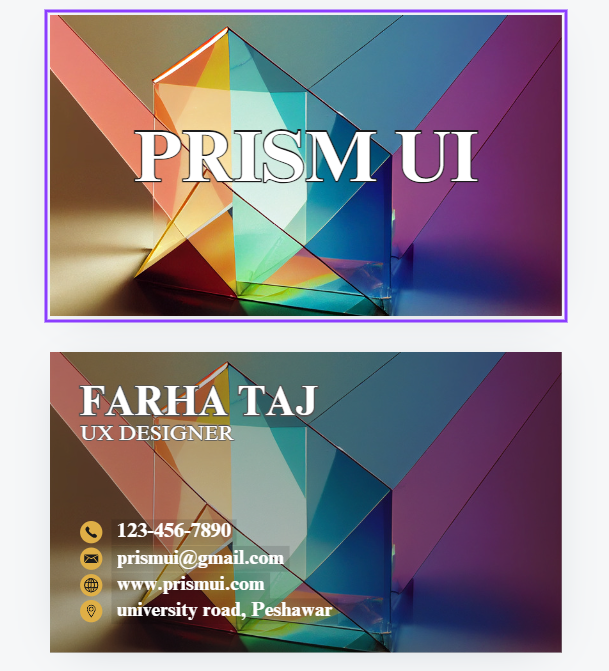 PRISM UI
FARHA TAJ
UX DESIGNER
123-456-7890
prismui@gmail.com
www.prismui.com
university road, Peshawar